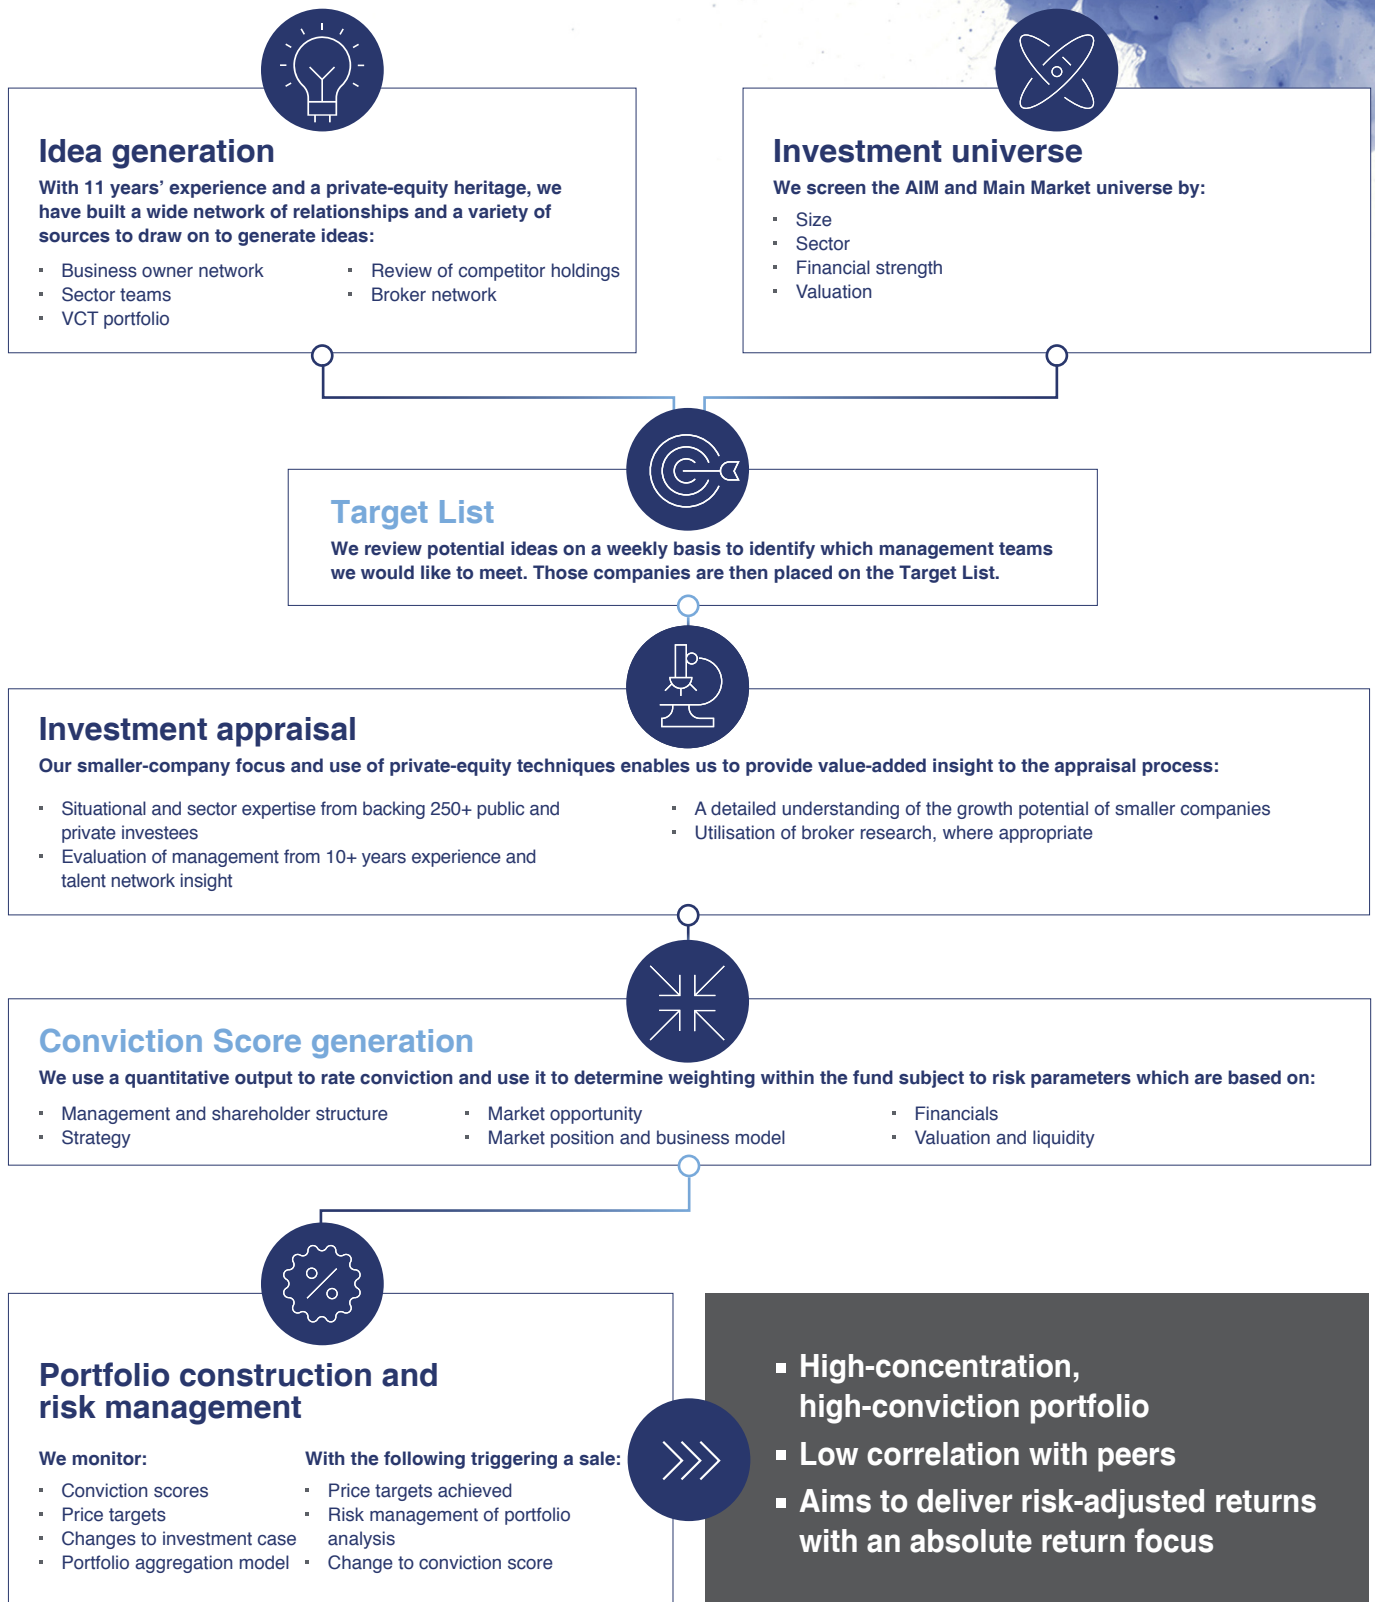 Idea generation
With 11 years’ experience and a private-equity heritage, we
have built a wide network of relationships and a variety of
sources to draw on to generate ideas:
▪ Business owner network
▪ Sector teams
▪ VCT portfolio
▪ Review of competitor holdings
▪ Broker network
Investment universe
We screen the AIM and Main Market universe by:
▪ Size
▪ Sector
▪ Financial strength
▪ Valuation
Target List
We review potential ideas on a weekly basis to identify which management teams
we would like to meet. Those companies are then placed on the Target List.
Investment appraisal
Our smaller-company focus and use of private-equity techniques enables us to provide value-added insight to the appraisal process:
▪ Situational and sector expertise from backing 250+ public and
private investees
▪ Evaluation of management from 10+ years experience and
talent network insight
▪ A detailed understanding of the growth potential of smaller companies
▪ Utilisation of broker research, where appropriate
Conviction Score generation
We use a quantitative output to rate conviction and use it to determine weighting within the fund subject to risk parameters which are based on:
▪ Management and shareholder structure
▪ Strategy
▪ Market opportunity
▪ Market position and business model
▪ Financials
▪ Valuation and liquidity
%
Portfolio construction and
risk management
We monitor:
▪ Conviction scores
▪ Price targets
▪ Changes to investment case
▪ Portfolio aggregation model
With the following triggering a sale:
▪ Price targets achieved
▪ Risk management of portfolio
analysis
▪ Change to conviction score
▪ High-concentration,
high-conviction portfolio
▪ Low correlation with peers
▪ Aims to deliver risk-adjusted returns
with an absolute return focus